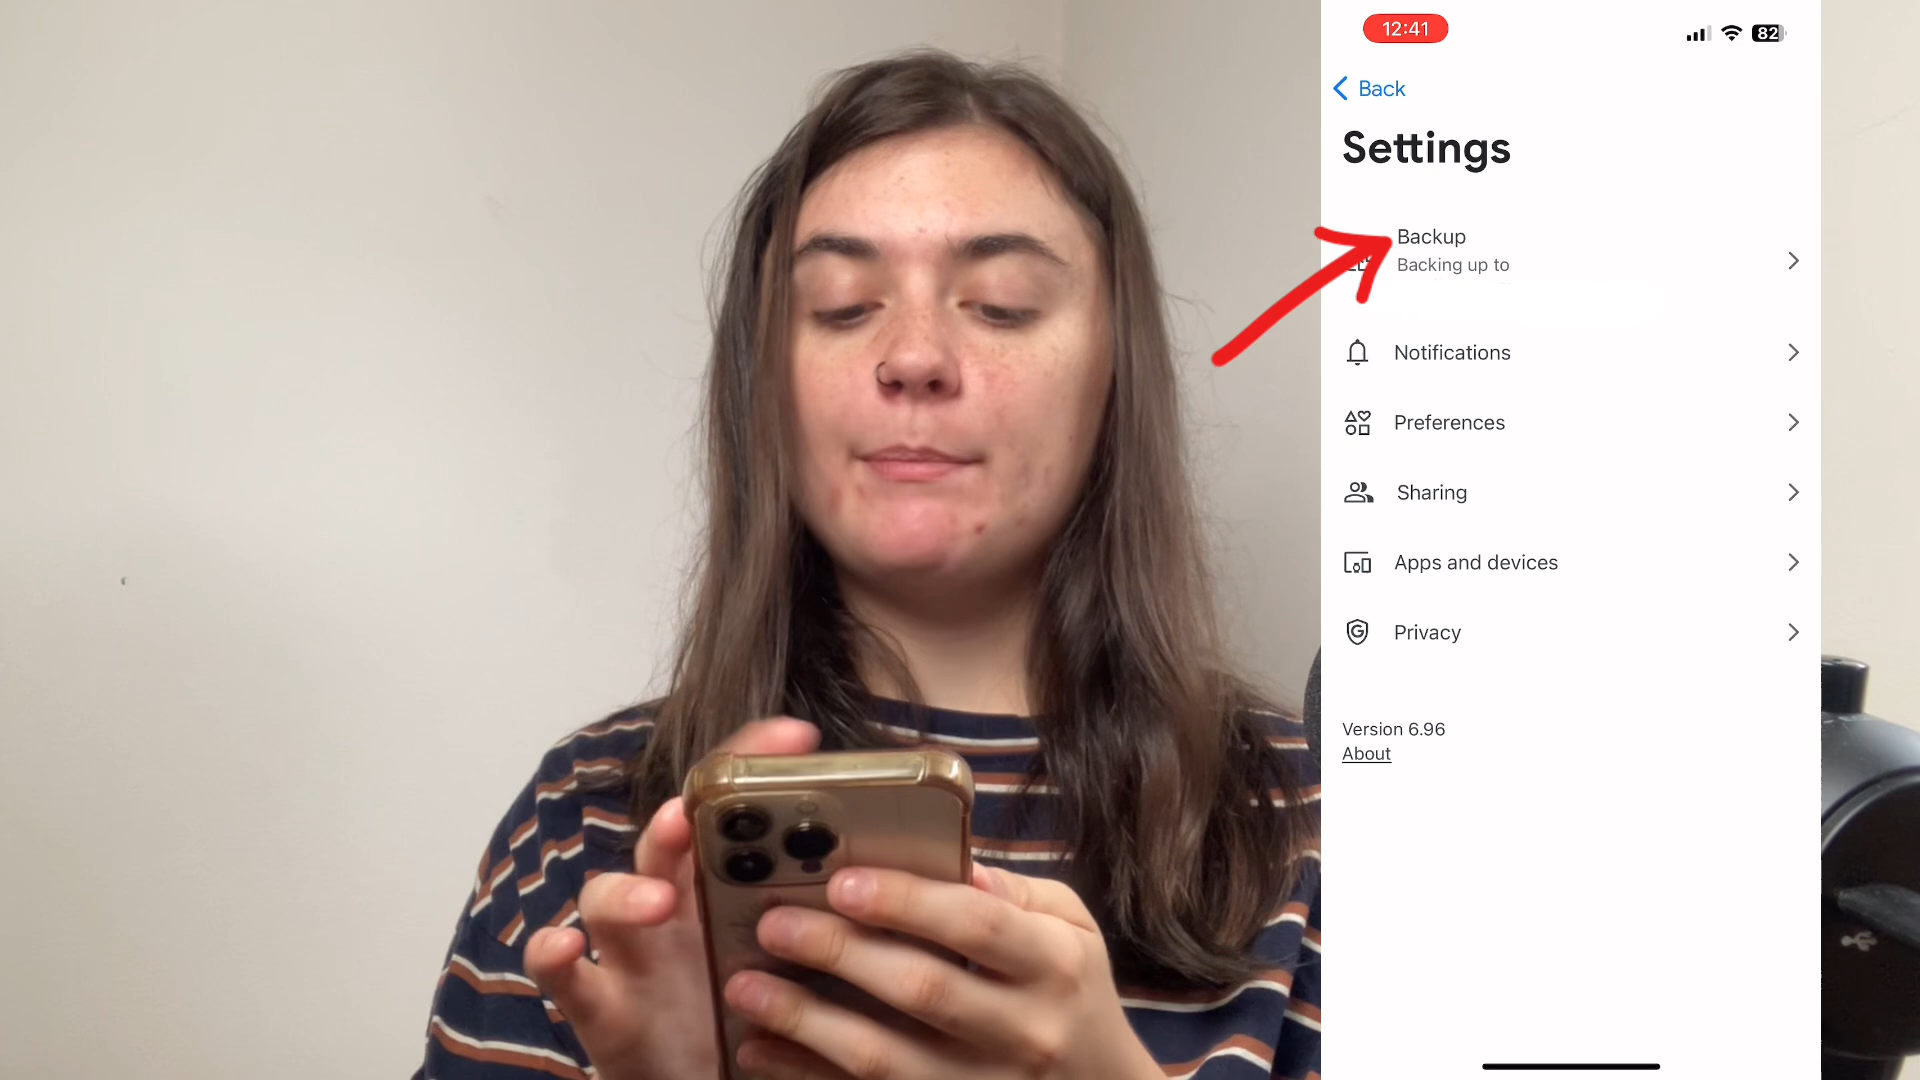 12:41
82
Back
Settings
Backup
Backing up to
Notifications
Preferences
Sharing
Apps and devices
Privacy
Version 6.96
About